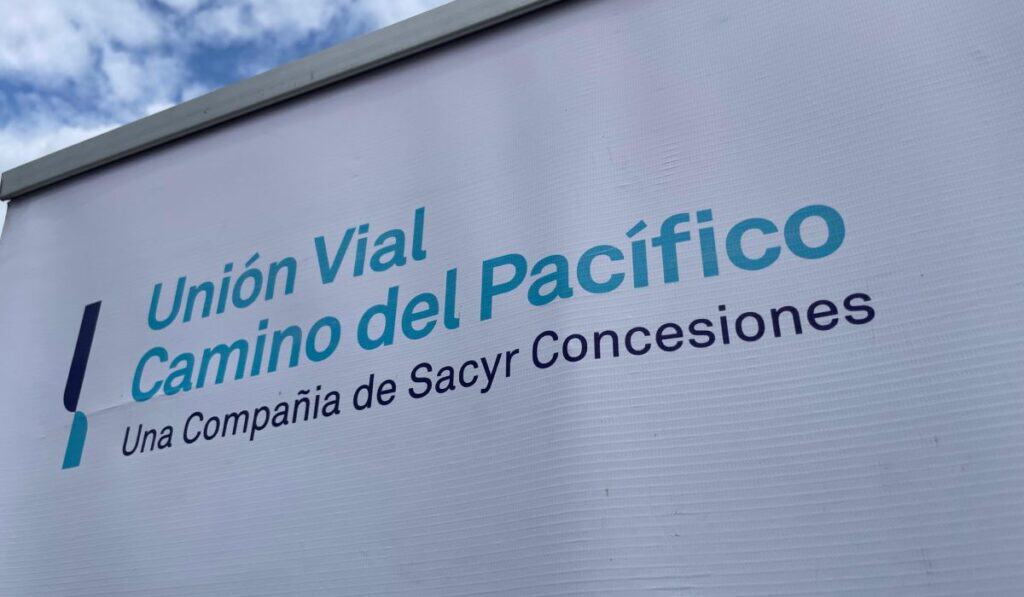 Unión Vial
Camino del Pacífico
Una Compañia de Sacyr Concesiones